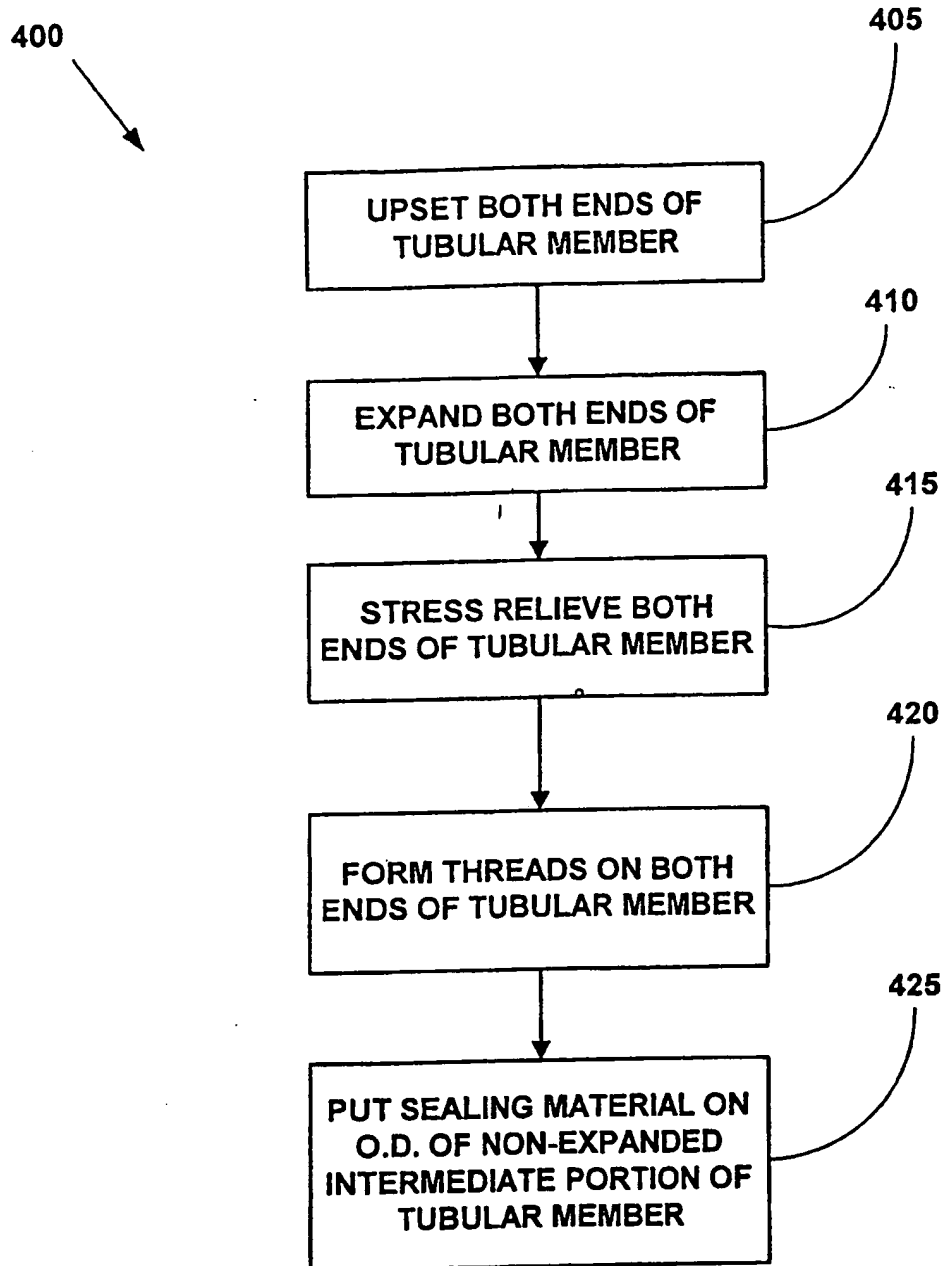 400
405
UPSET BOTH ENDS OF
TUBULAR MEMBER
410
EXPAND BOTH ENDS OF
TUBULAR MEMBER
415
STRESS RELIEVE BOTH
ENDS OF TUBULAR MEMBER
420
FORM THREADS ON BOTH
ENDS OF TUBULAR MEMBER
425
PUT SEALING MATERIAL ON
O.D. OF NON-EXPANDED
INTERMEDIATE PORTION OF
TUBULAR MEMBER